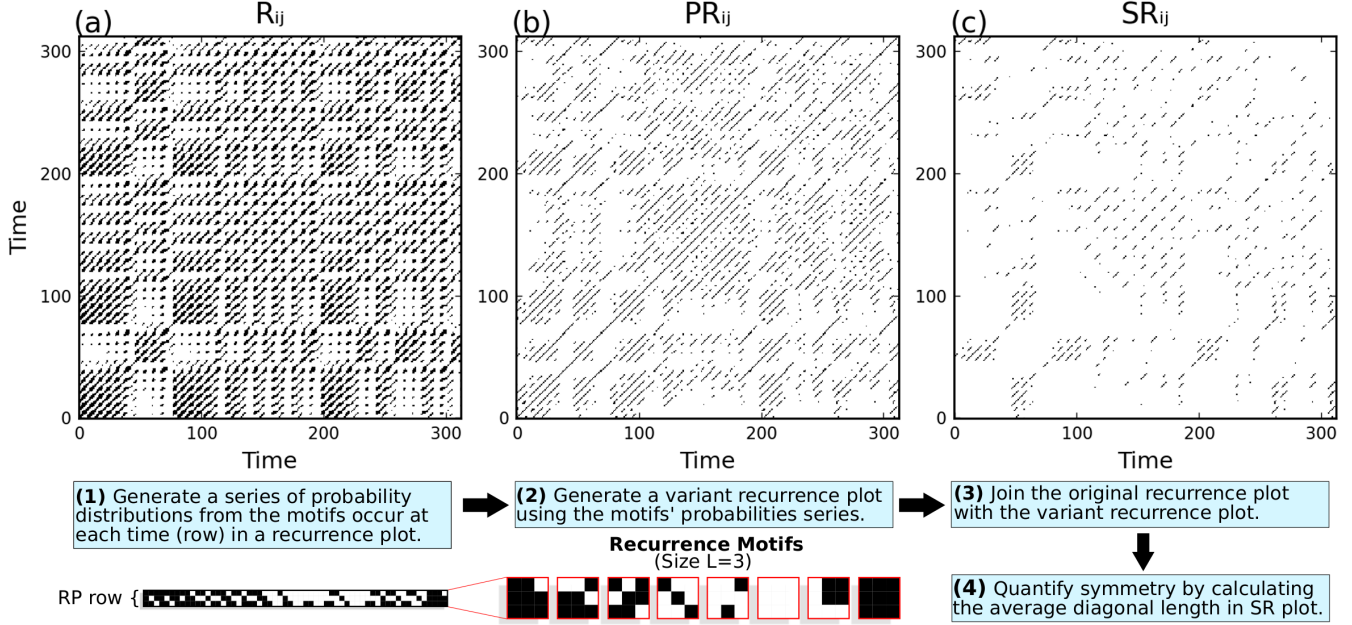 (a) R_ij
(b) PR_ij
(c) SR_ij
300
200
100
0
Time
0 100 200 300
Time
300
200
100
0
0 100 200 300
Time
300
200
100
0
0 100 200 300
Time
(1) Generate a series of probability
distributions from the motifs occur at
each time (row) in a recurrence plot.
(2) Generate a variant recurrence plot
using the motifs' probabilities series.
(3) Join the original recurrence plot
with the variant recurrence plot.
Recurrence Motifs
(Size L=3)
RP row {
(4) Quantify symmetry by calculating
the average diagonal length in SR plot.